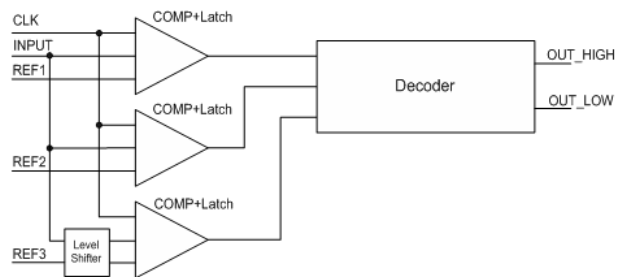 CLK
COMP+Latch
INPUT
OUT_HIGH
REF1
Decoder
COMP+Latch
OUT_LOW
REF2
COMP+Latch
Level
Shifter
REF3